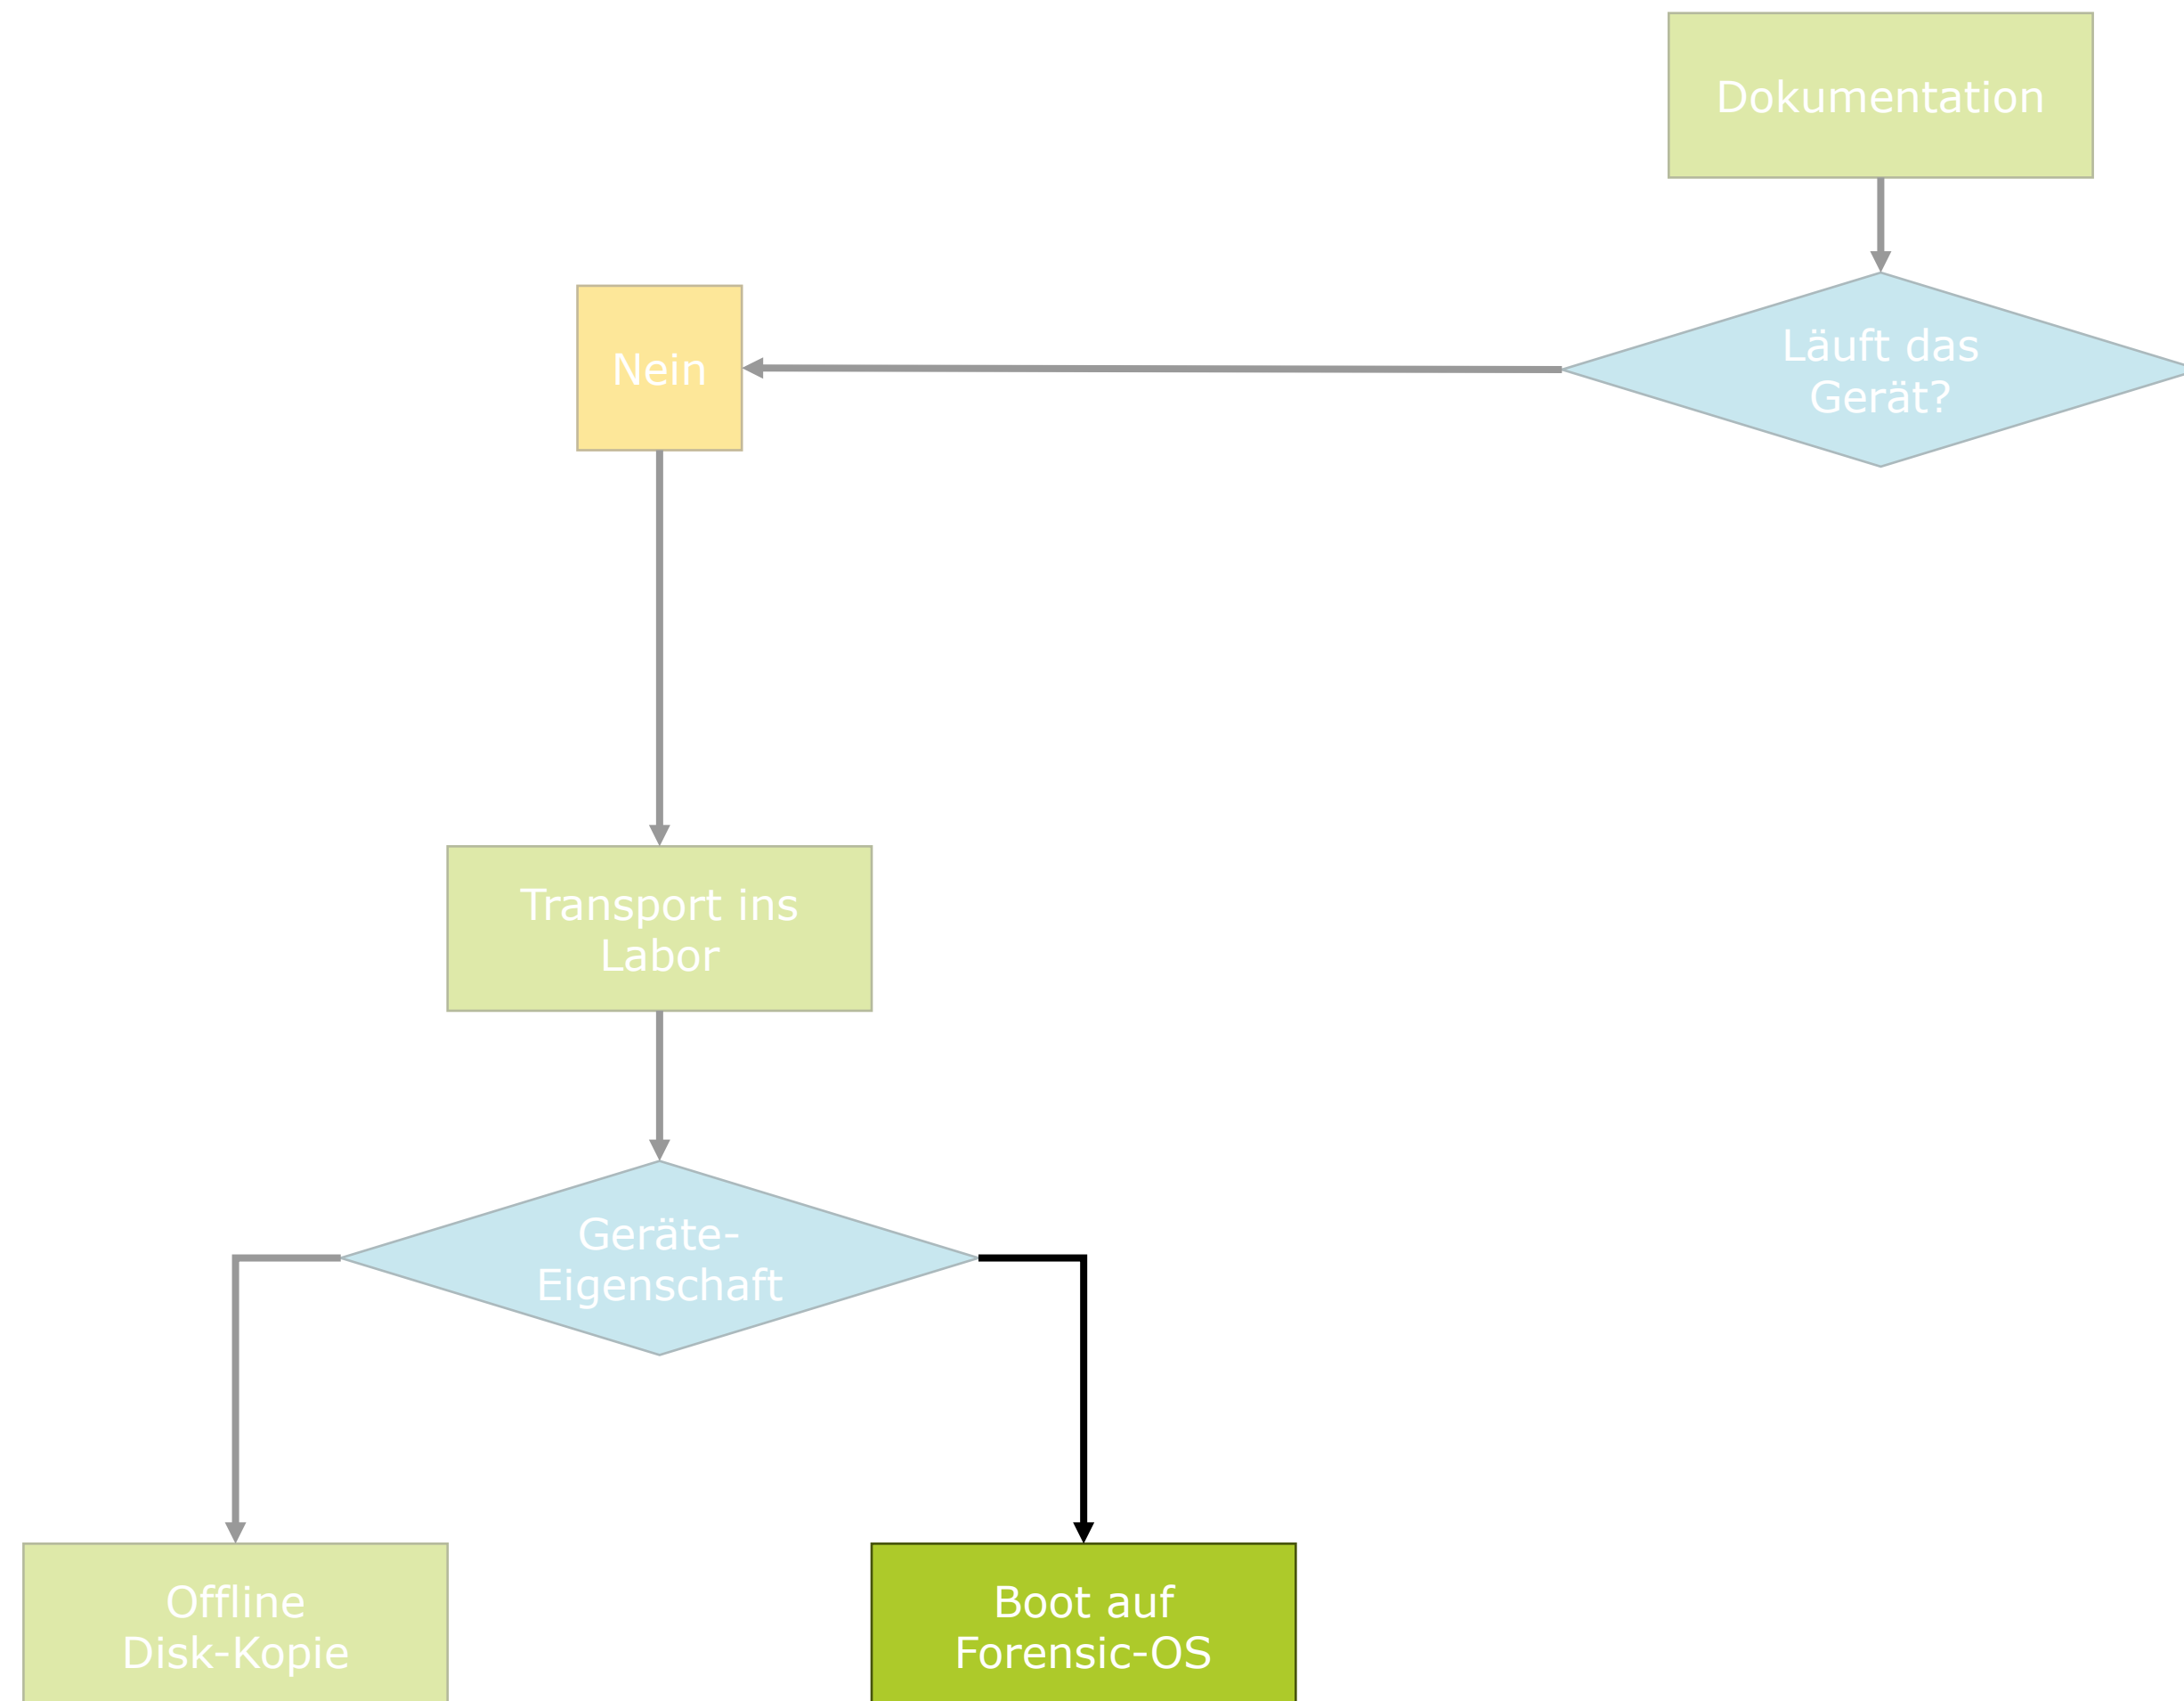 Dokumentation
Läuft das
Gerät?
Nein
Transport ins
Labor
Geräte-
Eigenschaft
Offline
Disk-Kopie
Boot auf
Forensic-OS